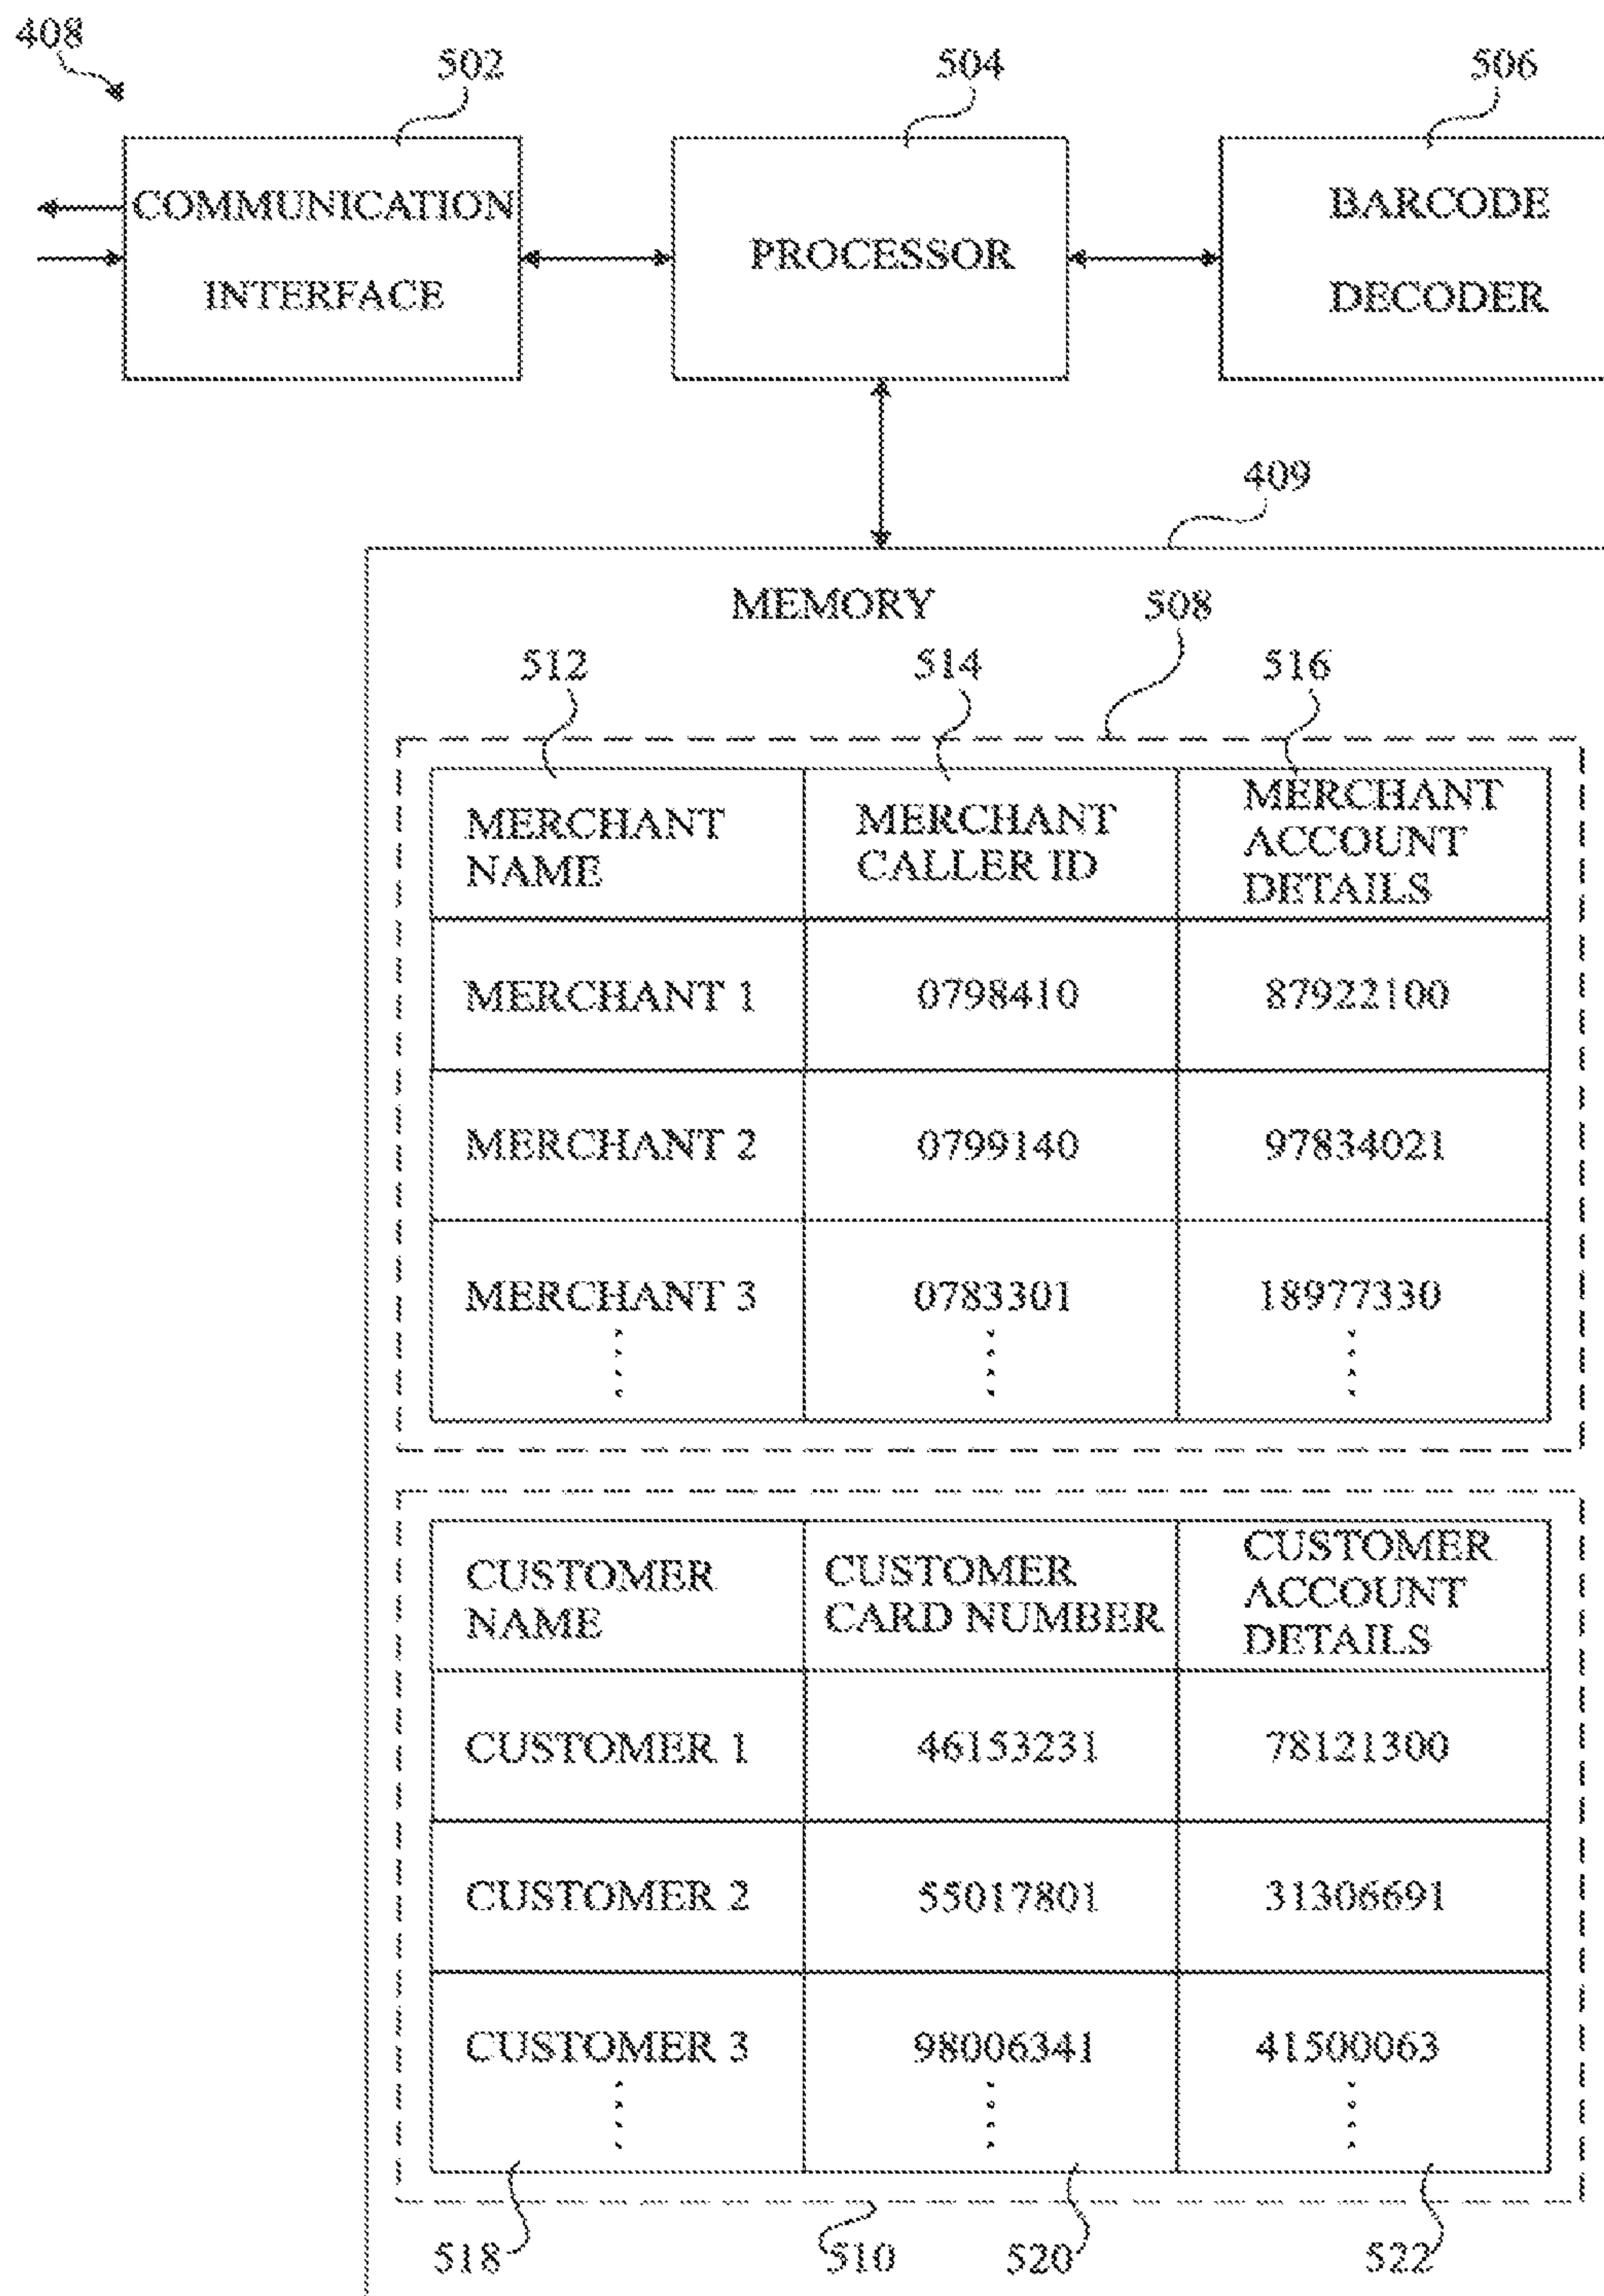 408
502
504
506
COMMUNICATION
INTERFACE
PROCESSOR
BARCODE
DECODER
409
MEMORY
508
512
514
516
MERCHANT
NAME
MERCHANT
CALLER ID
MERCHANT
ACCOUNT
DETAILS
MERCHANT 1
0798410
87922100
MERCHANT 2
0799140
97834021
MERCHANT 3
0783301
18977330
CUSTOMER
NAME
CUSTOMER
CARD NUMBER
CUSTOMER
ACCOUNT
DETAILS
CUSTOMER 1
46153231
78121300
CUSTOMER 2
55017801
31306691
CUSTOMER 3
98006341
41500063
518
510
520
522